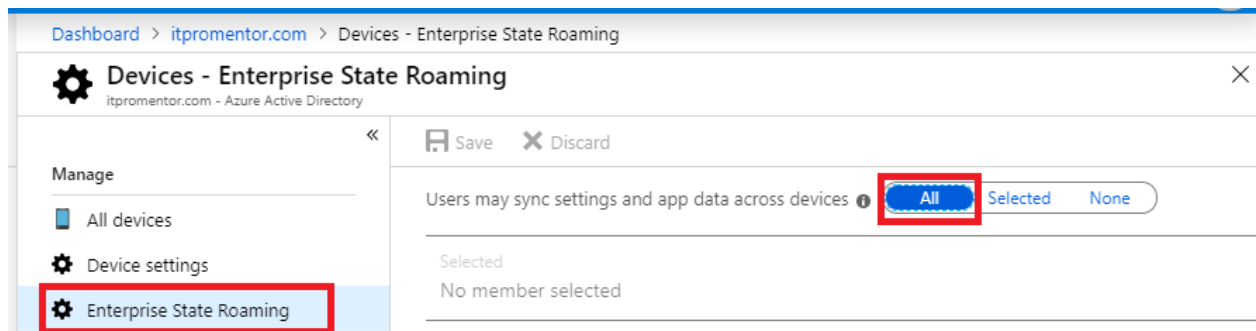 Dashboard > itpromentor.com > Devices - Enterprise State Roaming
Devices - Enterprise State Roaming
itpromentor.com - Azure Active Directory
«
Save Discard
Manage
Users may sync settings and app data across devices All Selected None
All devices
Selected
Device settings
No member selected
Enterprise State Roaming